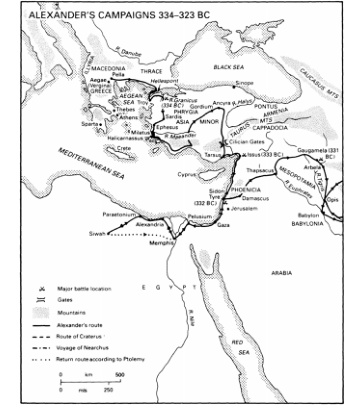 ALEXANDER'S CAMPAIGNS 334–323 BC
R. Danube
BLACK SEA
CAUCASUS MTS
MACEDONIA
Pella
THRACE
Aegae
(Vergina)
GREECE
Hellespont
Sinope
AEGEAN
SEA
Troy
R. Granicus
(334 BC)
Gordium
Ancyra
R. Halys
PONTUS
ARMENIA
MTS
Thebes
Athens
Sardis
PHRYGIA
ASIA
MINOR
TAURUS
CAPPADOCIA
Sparta
Ephesus
Miletus
R. Maeander
Halicarnassus
Cilician Gates
Tarsus
Issus (333 BC)
Gaugamela (331
BC)
Arbela
Crete
Thapsacus
MESOPOTAMIA
R. Tigris
MEDITERRANEAN SEA
Cyprus
R. Euphrates
Sidon
Tyre
(332 BC)
PHOENICIA
Damascus
Opis
Jerusalem
Babylon
BABYLONIA
Paraetonium
Alexandria
Pelusium
Gaza
Siwah
Memphis
ARABIA
EGYPT
R. Nile
RED
SEA
Major battle location
Gates
Mountains
Alexander's route
Route of Craterus
Voyage of Nearchus
Return route according to Ptolemy
0 km 500
0 mls 250